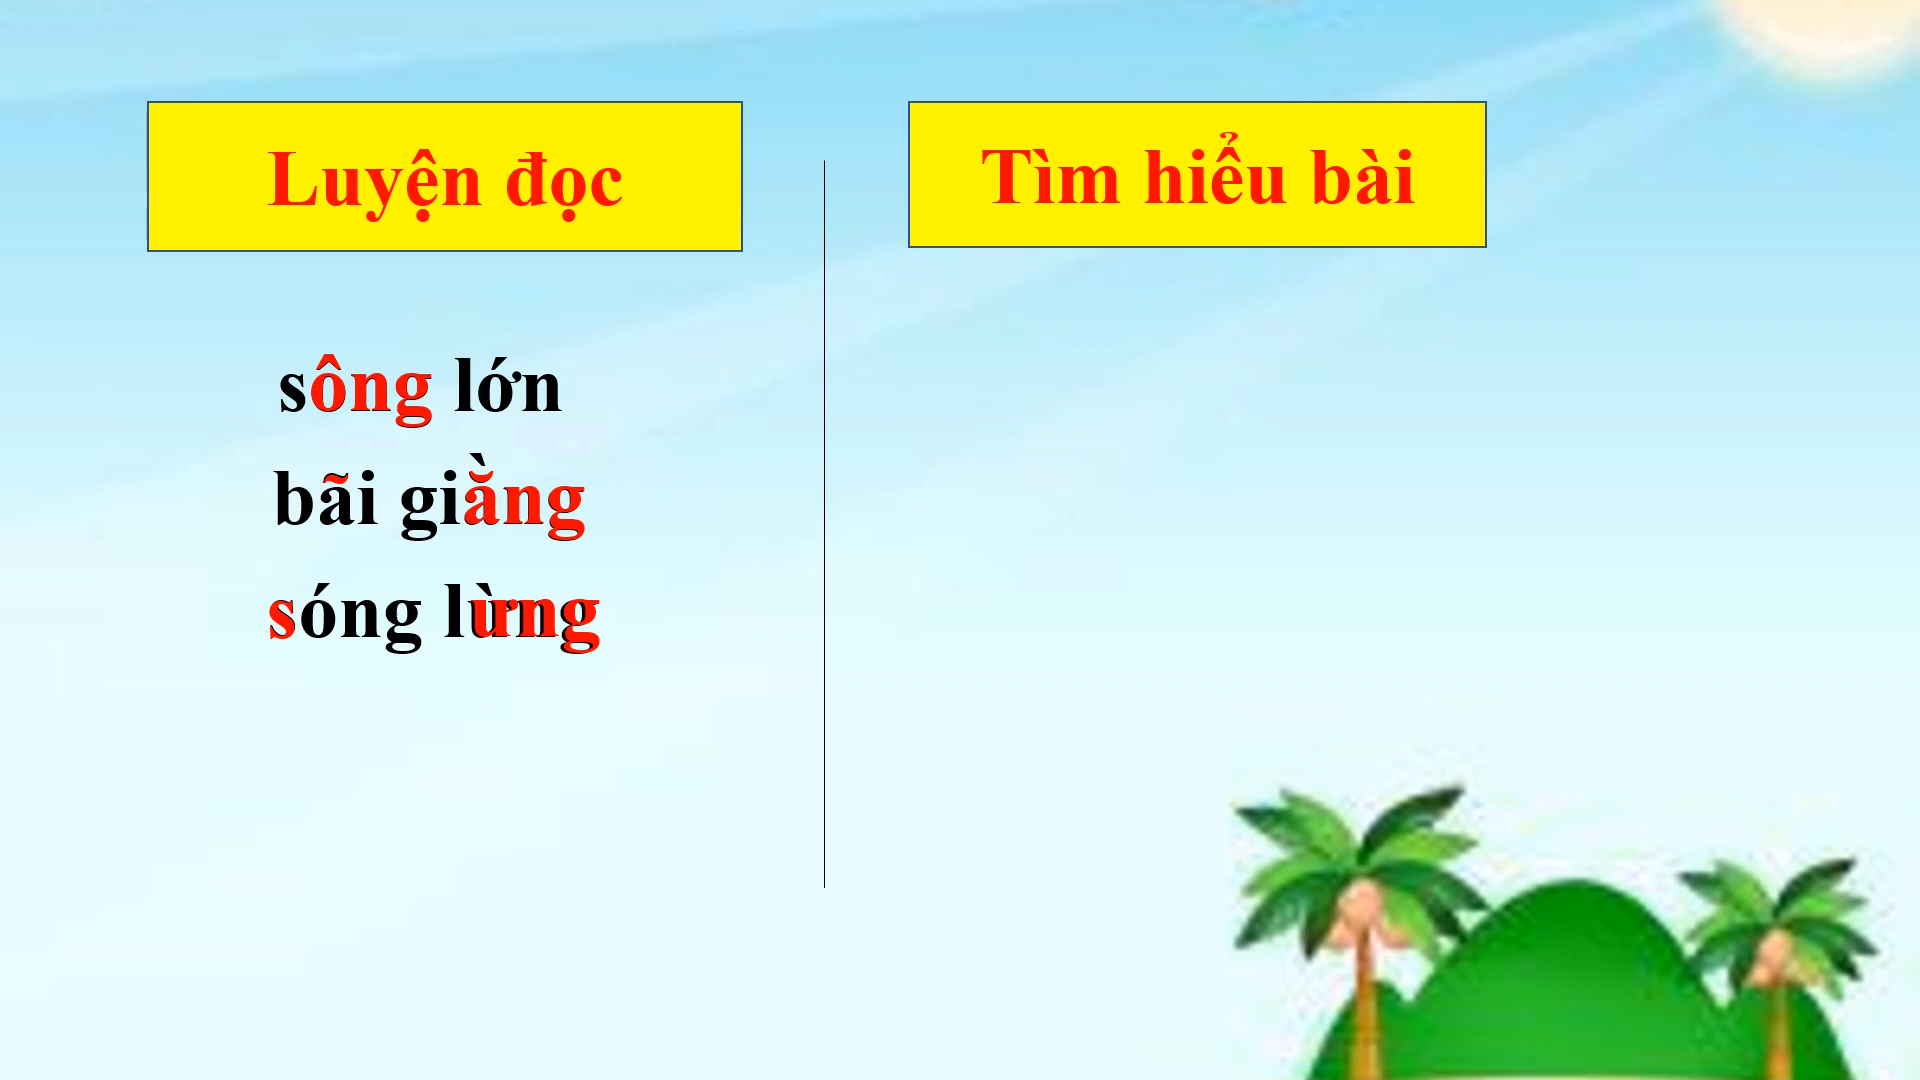 Luyện đọc
Tìm hiểu bài
sông lớn
bãi giằng
sóng lừng